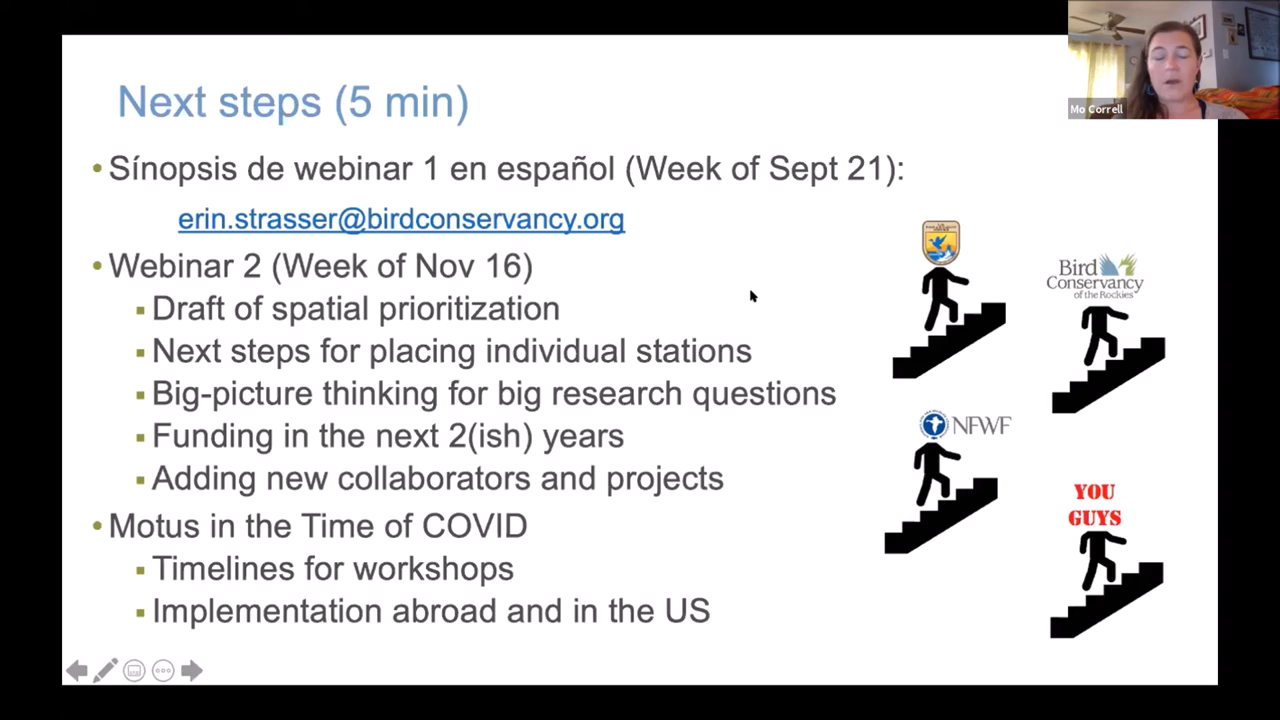 Next steps (5 min)
Mo Correll
• Sínopsis de webinar 1 en español (Week of Sept 21):
erin.strasser@birdconservancy.org
• Webinar 2 (Week of Nov 16)
▪ Draft of spatial prioritization
▪ Next steps for placing individual stations
▪ Big-picture thinking for big research questions
▪ Funding in the next 2(ish) years
▪ Adding new collaborators and projects
• Motus in the Time of COVID
▪ Timelines for workshops
▪ Implementation abroad and in the US
Bird
Conservancy
of the Rockies
NFWF
YOU
GUYS